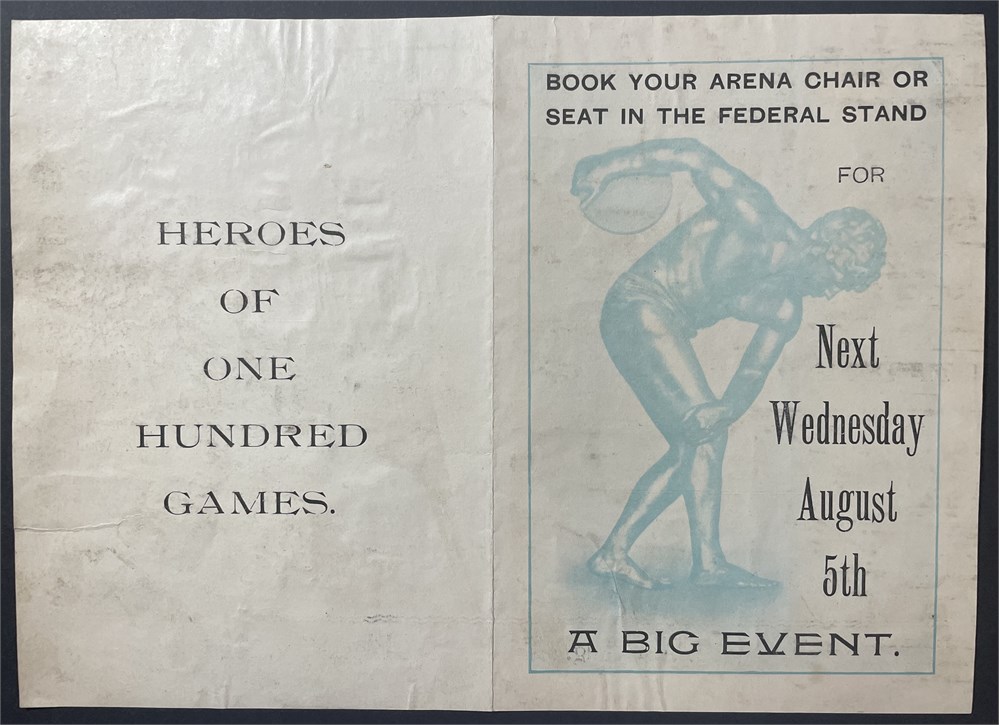 HEROES
OF
ONE
HUNDRED
GAMES.
BOOK YOUR ARENA CHAIR OR
SEAT IN THE FEDERAL STAND
FOR
Next
Wednesday
August
5th
A BIG EVENT.